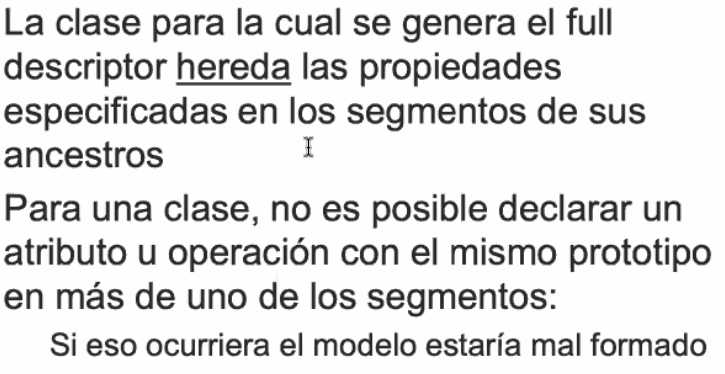 La clase para la cual se genera el full
descriptor hereda las propiedades
especificadas en los segmentos de sus
ancestros
Para una clase, no es posible declarar un
atributo u operación con el mismo prototipo
en más de uno de los segmentos:
Si eso ocurriera el modelo estaría mal formado